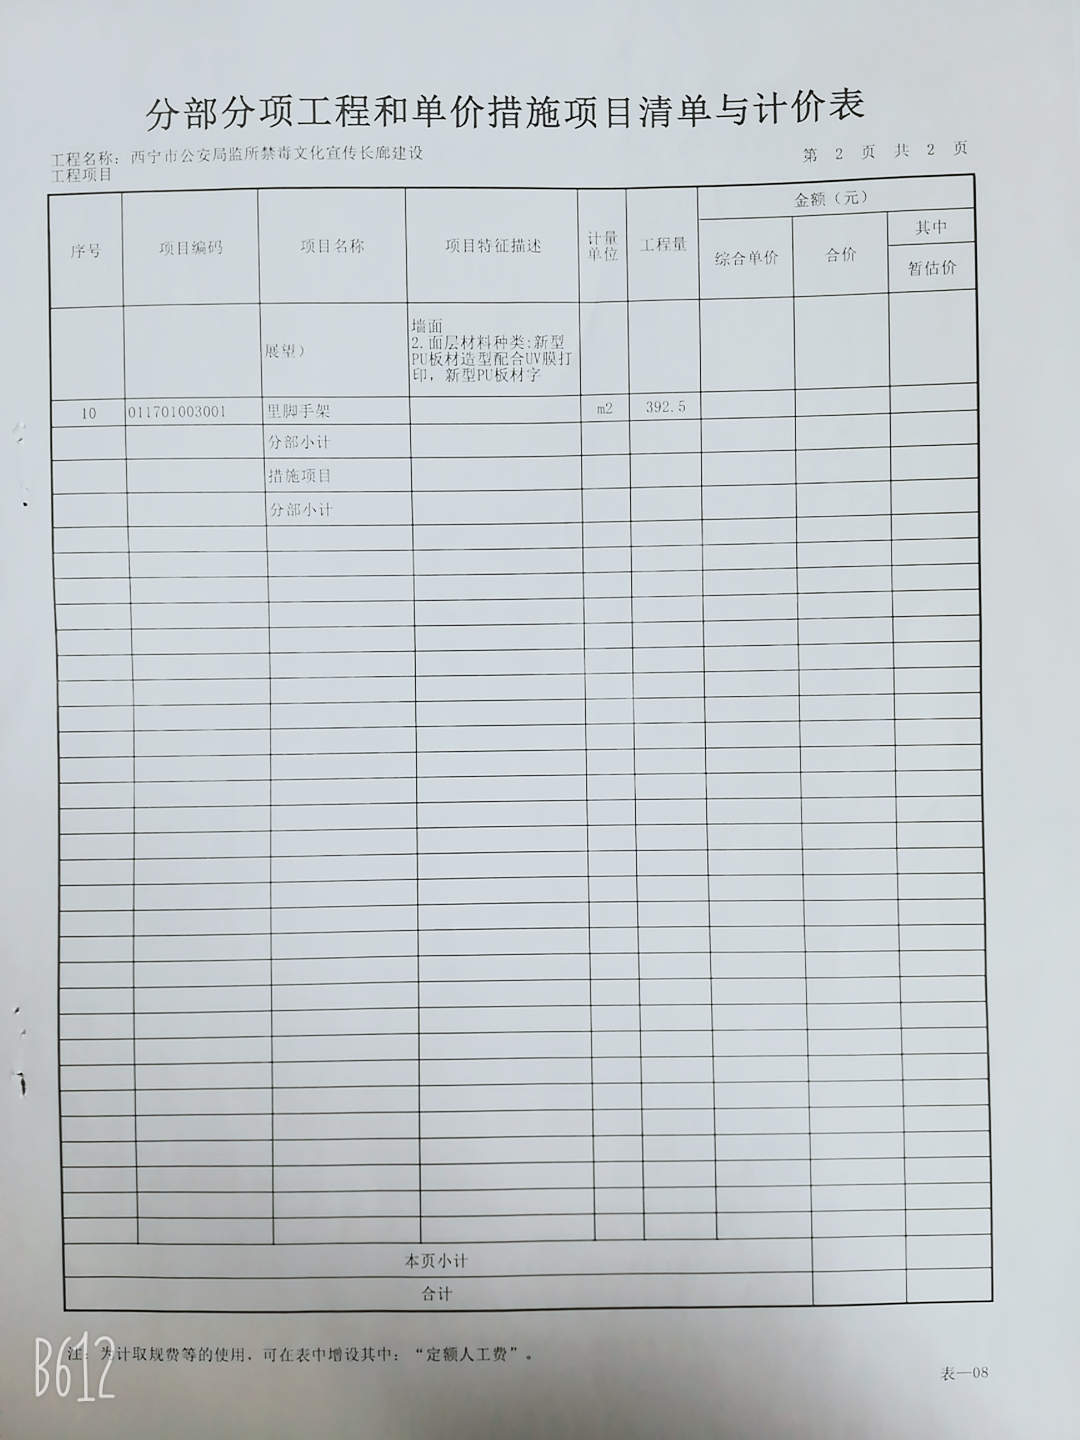 分部分项工程和单价措施项目清单与计价表
工程名称：西宁市公安局监所禁毒文化宣传长廊建设
工程项目
第 2 页 共 2 页
序号
项目编码
项目名称
项目特征描述
计量
单位
工程量
金额（元）
综合单价
合价
其中
暂估价
展望）
墙面
2.面层材料种类:新型
PU板材造型配合UV膜打
印，新型PU板材字
10 011701003001 里脚手架 m2 392.5
分部小计
措施项目
分部小计
本页小计
合计
注：为计取规费等的使用，可在表中增设其中：“定额人工费”。
表—08
B612